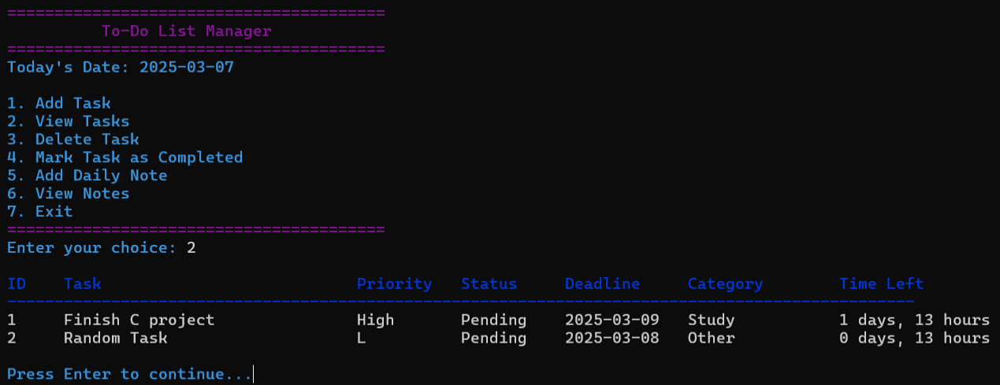 ========================================
To-Do List Manager
========================================
Today's Date: 2025-03-07
1. Add Task
2. View Tasks
3. Delete Task
4. Mark Task as Completed
5. Add Daily Note
6. View Notes
7. Exit
========================================
Enter your choice: 2
ID    Task                           Priority   Status     Deadline     Category        Time Left
------------------------------------------------------------------------------------------------
1     Finish C project               High       Pending    2025-03-09   Study           1 days, 13 hours
2     Random Task                    L          Pending    2025-03-08   Other           0 days, 13 hours
Press Enter to continue...